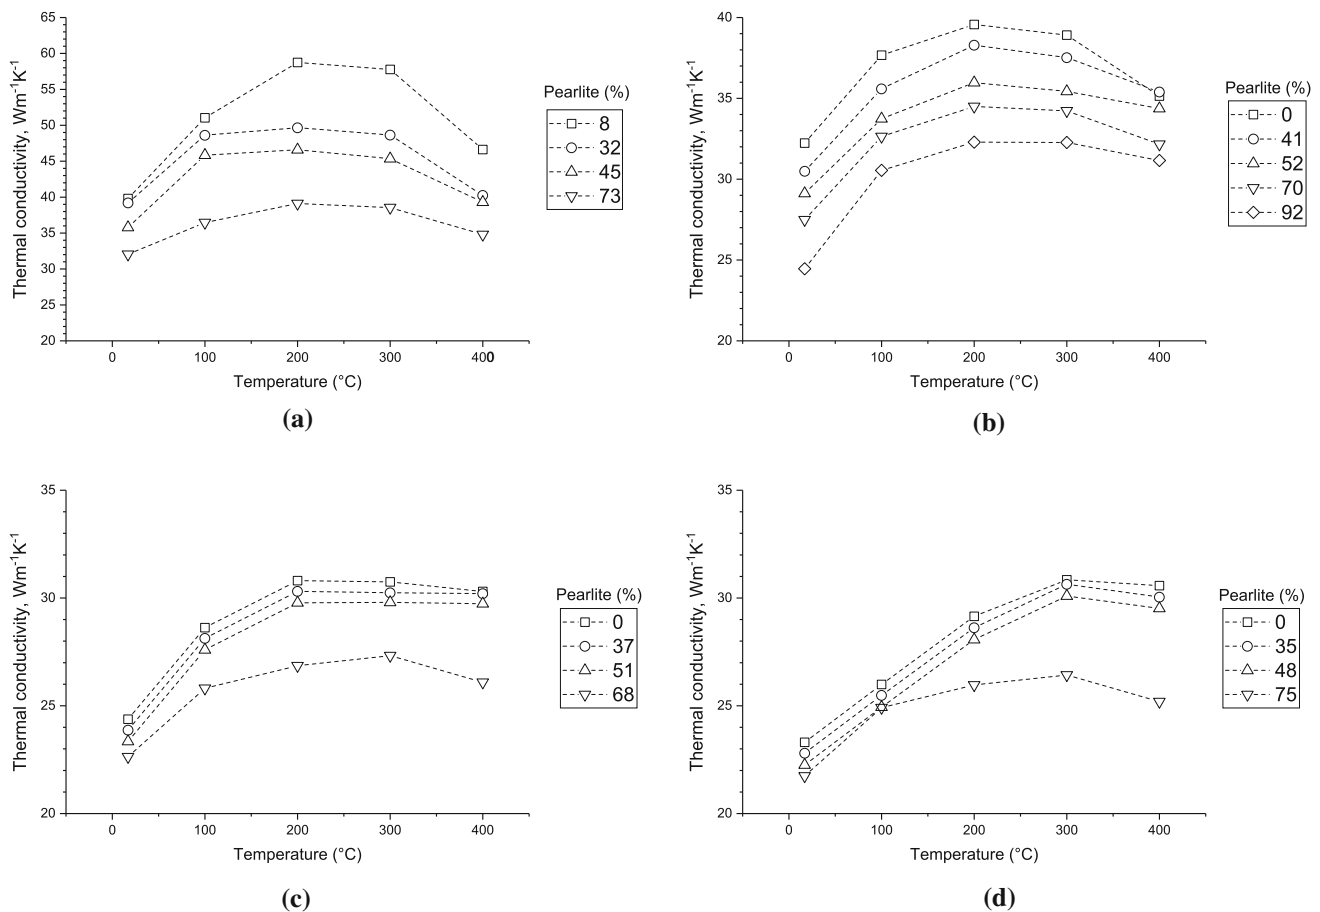 65
60
55
50
45
40
35
30
25
20
Thermal conductivity, Wm⁻¹K⁻¹
0 100 200 300 400 0
Temperature (°C)
Pearlite (%)
8
32
45
73
(a)
40
35
30
25
20
Thermal conductivity, Wm⁻¹K⁻¹
0 100 200 300 400
Temperature (°C)
Pearlite (%)
0
41
52
70
92
(b)
35
30
25
20
Thermal conductivity, Wm⁻¹K⁻¹
0 100 200 300 400
Temperature (°C)
Pearlite (%)
0
37
51
68
(c)
35
30
25
20
Thermal conductivity, Wm⁻¹K⁻¹
0 100 200 300 400
Temperature (°C)
Pearlite (%)
0
35
48
75
(d)